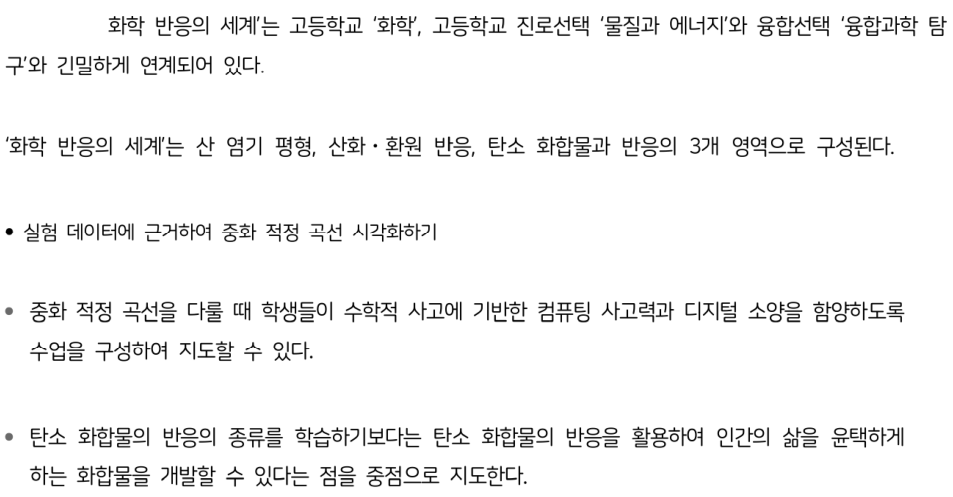 화학 반응의 세계’는 고등학교 ‘화학’, 고등학교 진로선택 ‘물질과 에너지’와 융합선택 ‘융합과학 탐
구’와 긴밀하게 연계되어 있다.
‘화학 반응의 세계’는 산 염기 평형, 산화・환원 반응, 탄소 화합물과 반응의 3개 영역으로 구성된다.
• 실험 데이터에 근거하여 중화 적정 곡선 시각화하기
• 중화 적정 곡선을 다룰 때 학생들이 수학적 사고에 기반한 컴퓨팅 사고력과 디지털 소양을 함양하도록
수업을 구성하여 지도할 수 있다.
• 탄소 화합물의 반응의 종류를 학습하기보다는 탄소 화합물의 반응을 활용하여 인간의 삶을 윤택하게
하는 화합물을 개발할 수 있다는 점을 중점으로 지도한다.